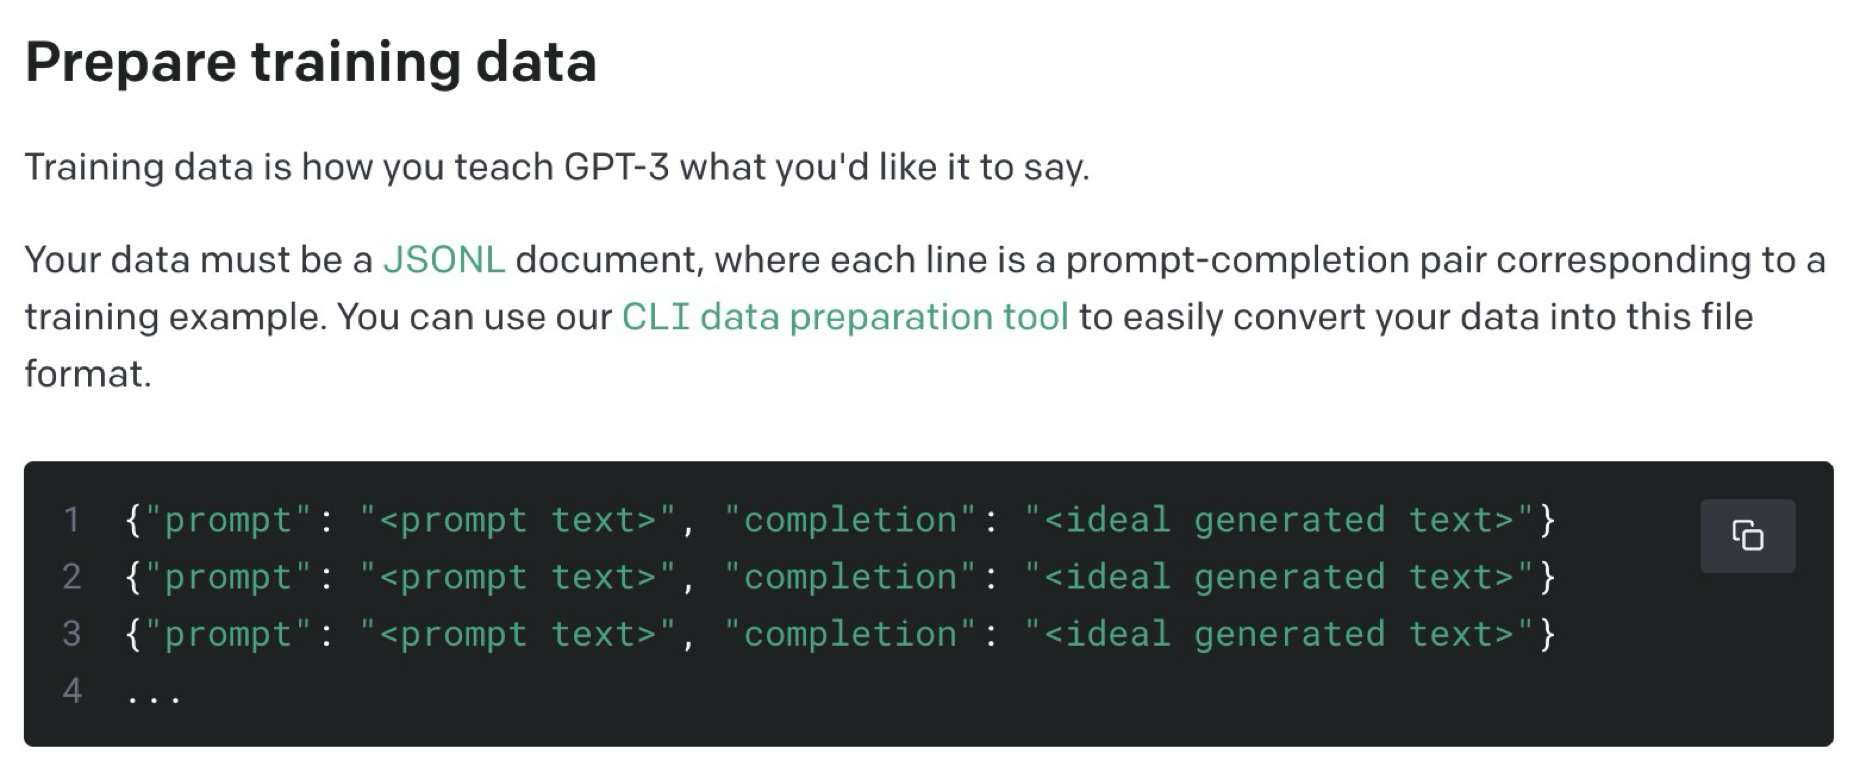 Prepare training data
Training data is how you teach GPT-3 what you'd like it to say.
Your data must be a JSONL document, where each line is a prompt-completion pair corresponding to a
training example. You can use our CLI data preparation tool to easily convert your data into this file
format.
1 {"prompt": "<prompt text>", "completion": "<ideal generated text>"}
2 {"prompt": "<prompt text>", "completion": "<ideal generated text>"}
3 {"prompt": "<prompt text>", "completion": "<ideal generated text>"}
4 ...